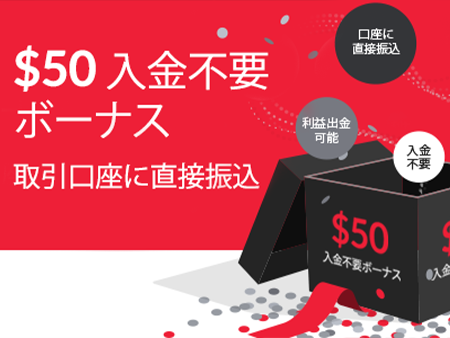 口座に
直接振込
$50 入金不要
ボーナス
利益出金
可能
取引口座に直接振込
入金
不要
$50
入金不要ボーナス